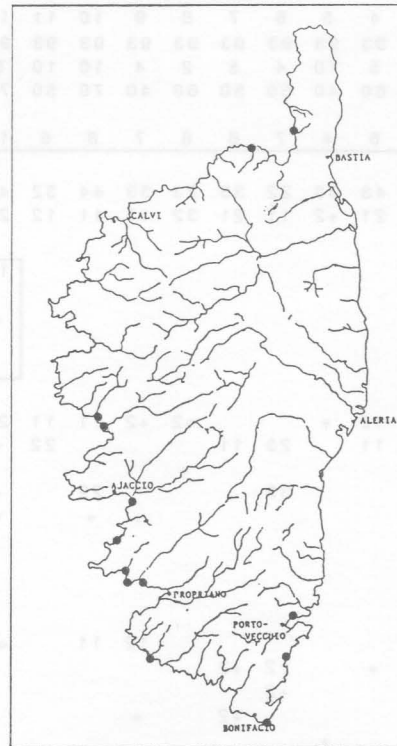 BASTIA
CALVI
ALERIA
AJACCIO
PROPRIANO
PORTO-
VECCHIO
BONIFACIO